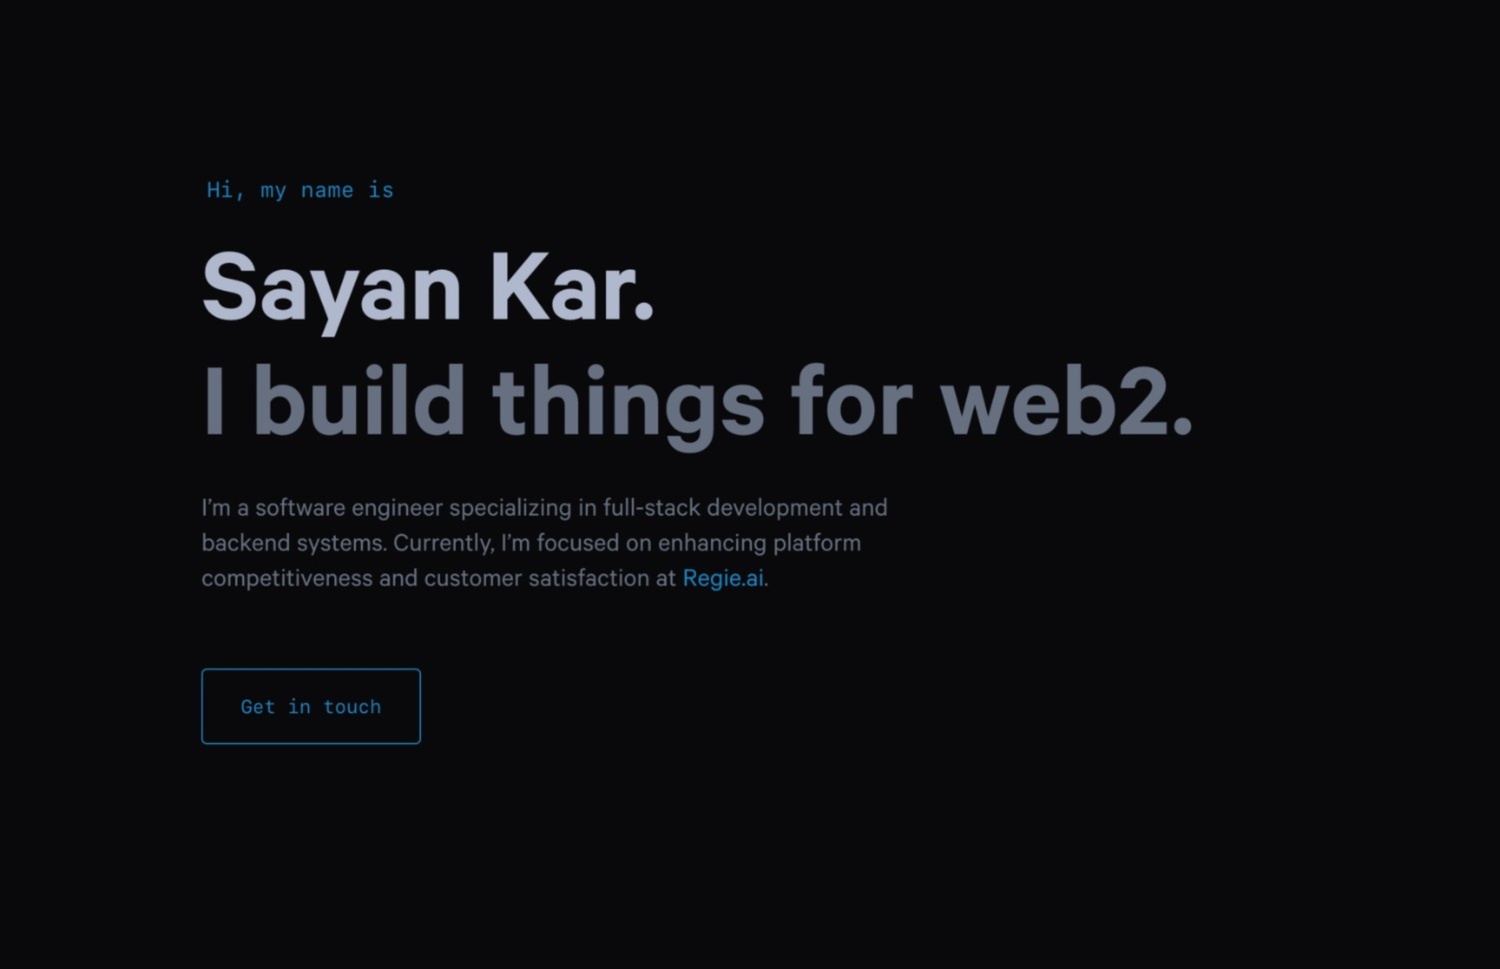 Hi, my name is
Sayan Kar.
I build things for web2.
I’m a software engineer specializing in full-stack development and
backend systems. Currently, I’m focused on enhancing platform
competitiveness and customer satisfaction at Regie.ai.
Get in touch